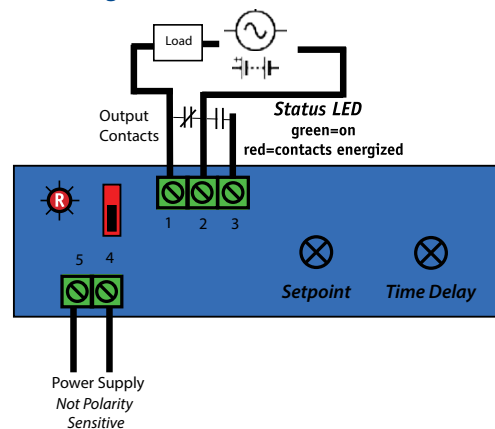 Load
Output
Contacts
Status LED
green=on
red=contacts energized
R
1 2 3
5 4
Setpoint
Time Delay
Power Supply
Not Polarity
Sensitive